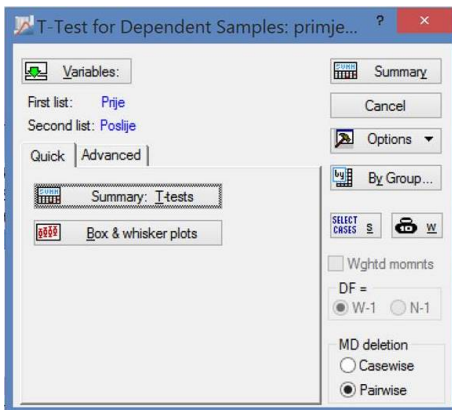 T-Test for Dependent Samples: primje... ? ×
Variables:
Summary
First list: Prije
Cancel
Second list: Poslije
Options
Quick Advanced
By Group...
Summary: T-tests
SELECT CASES S W
Box & whisker plots
Wghtd momnts
DF =
W-1 N-1
MD deletion
Casewise
Pairwise